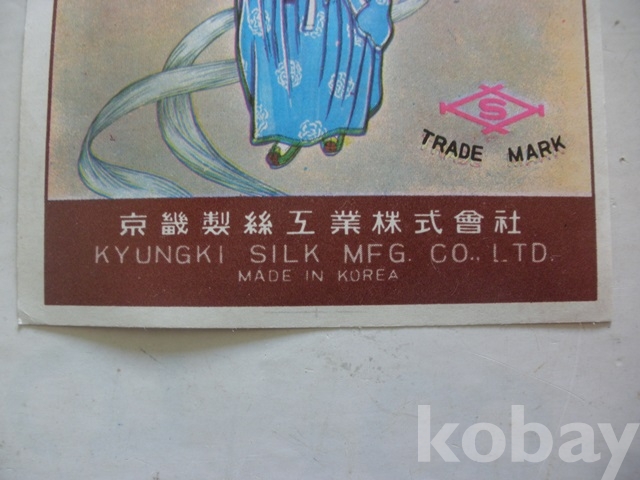 S
TRADE MARK
京畿製絲工業株式會社
KYUNGKI SILK MFG. CO., LTD.
MADE IN KOREA
kobay